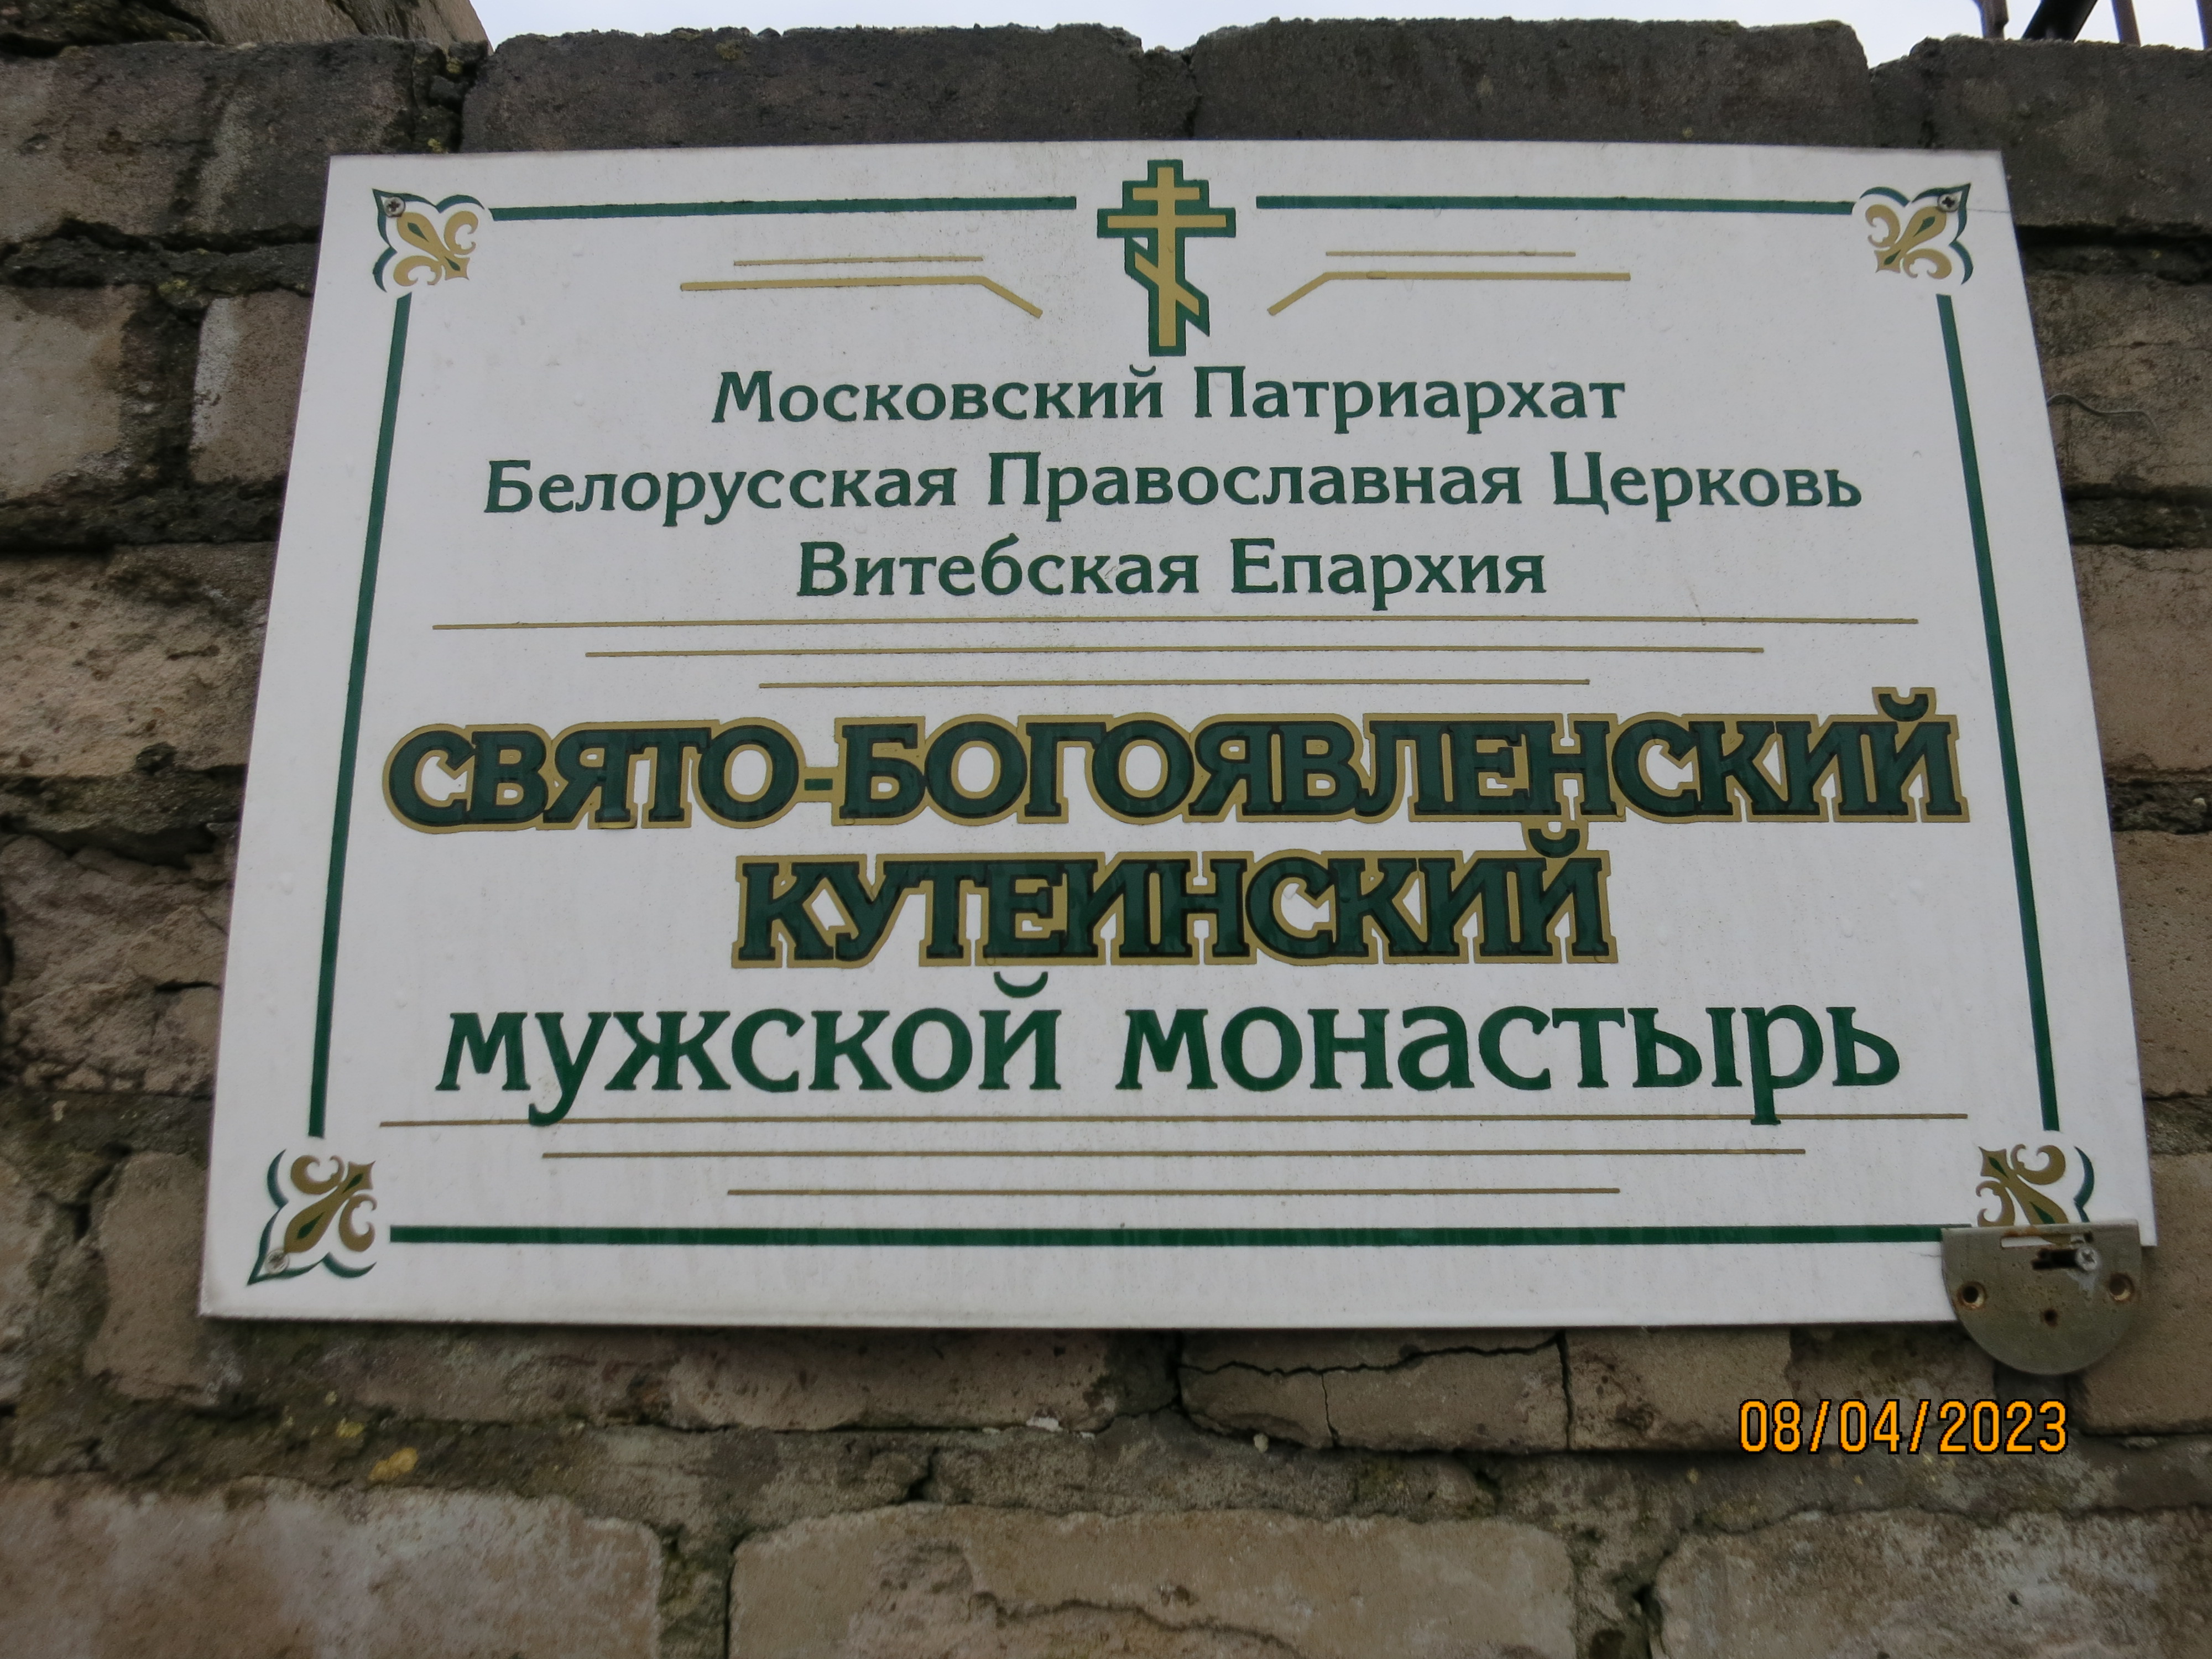 Московский Патриархат
Белорусская Православная Церковь
Витебская Епархия
СВЯТО-БОГОЯВЛЕНСКИЙ
КУТЕИНСКИЙ
мужской монастырь
08/04/2023